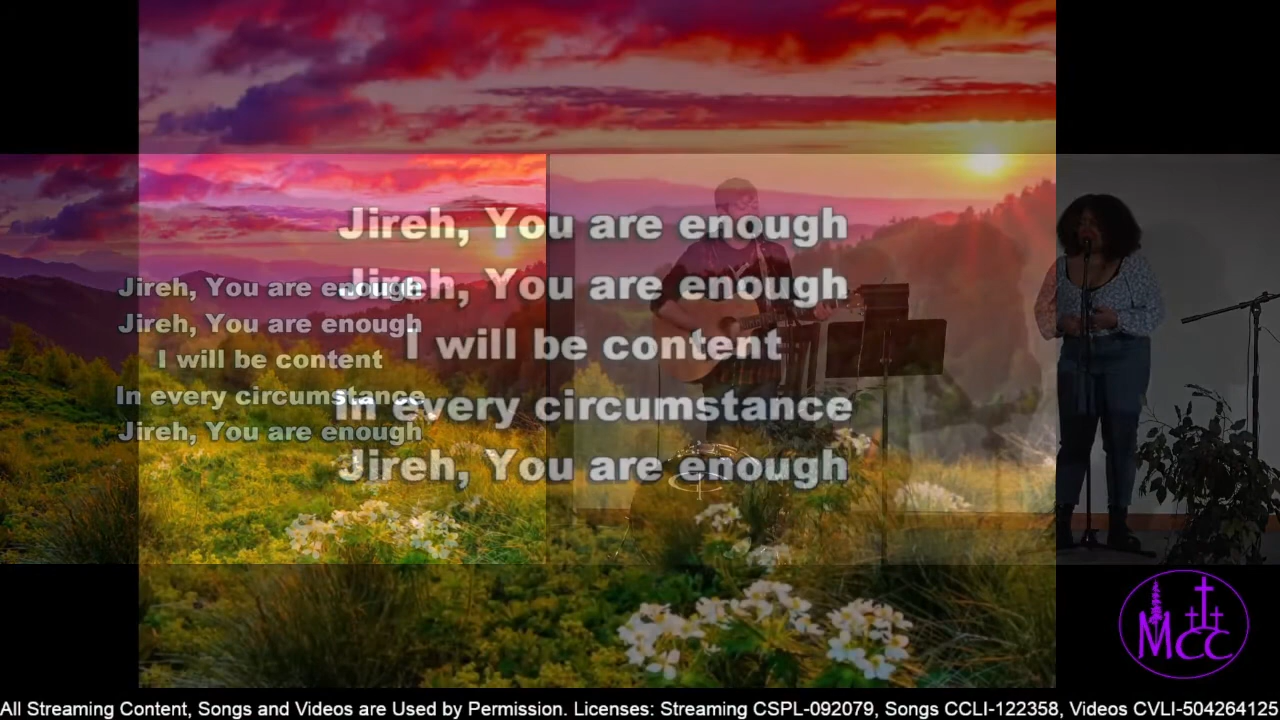 Jireh, You are enough
Jireh, You are enough
I will be content
In every circumstance
Jireh, You are enough
Jireh, You are enough
Jireh, You are enough
I will be content
In every circumstance
Jireh, You are enough
MCC
All Streaming Content, Songs and Videos are Used by Permission. Licenses: Streaming CSPL-092079, Songs CCLI-122358, Videos CVLI-504264125